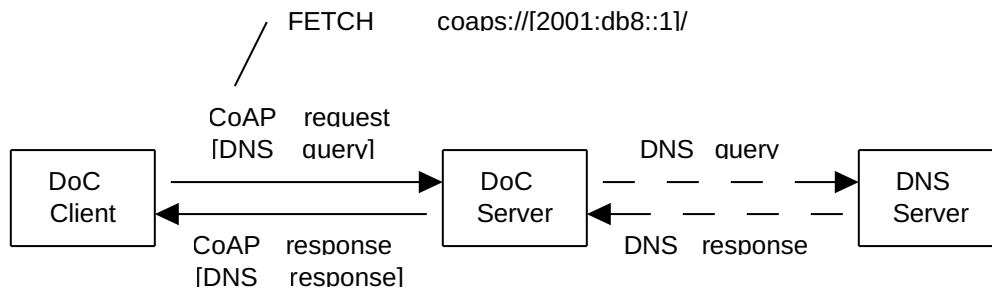 FETCH coaps://[2001:db8::1]/
CoAP request
[DNS query]
DNS query
DoC
Client
DoC
Server
DNS
Server
CoAP response
[DNS response]
DNS response